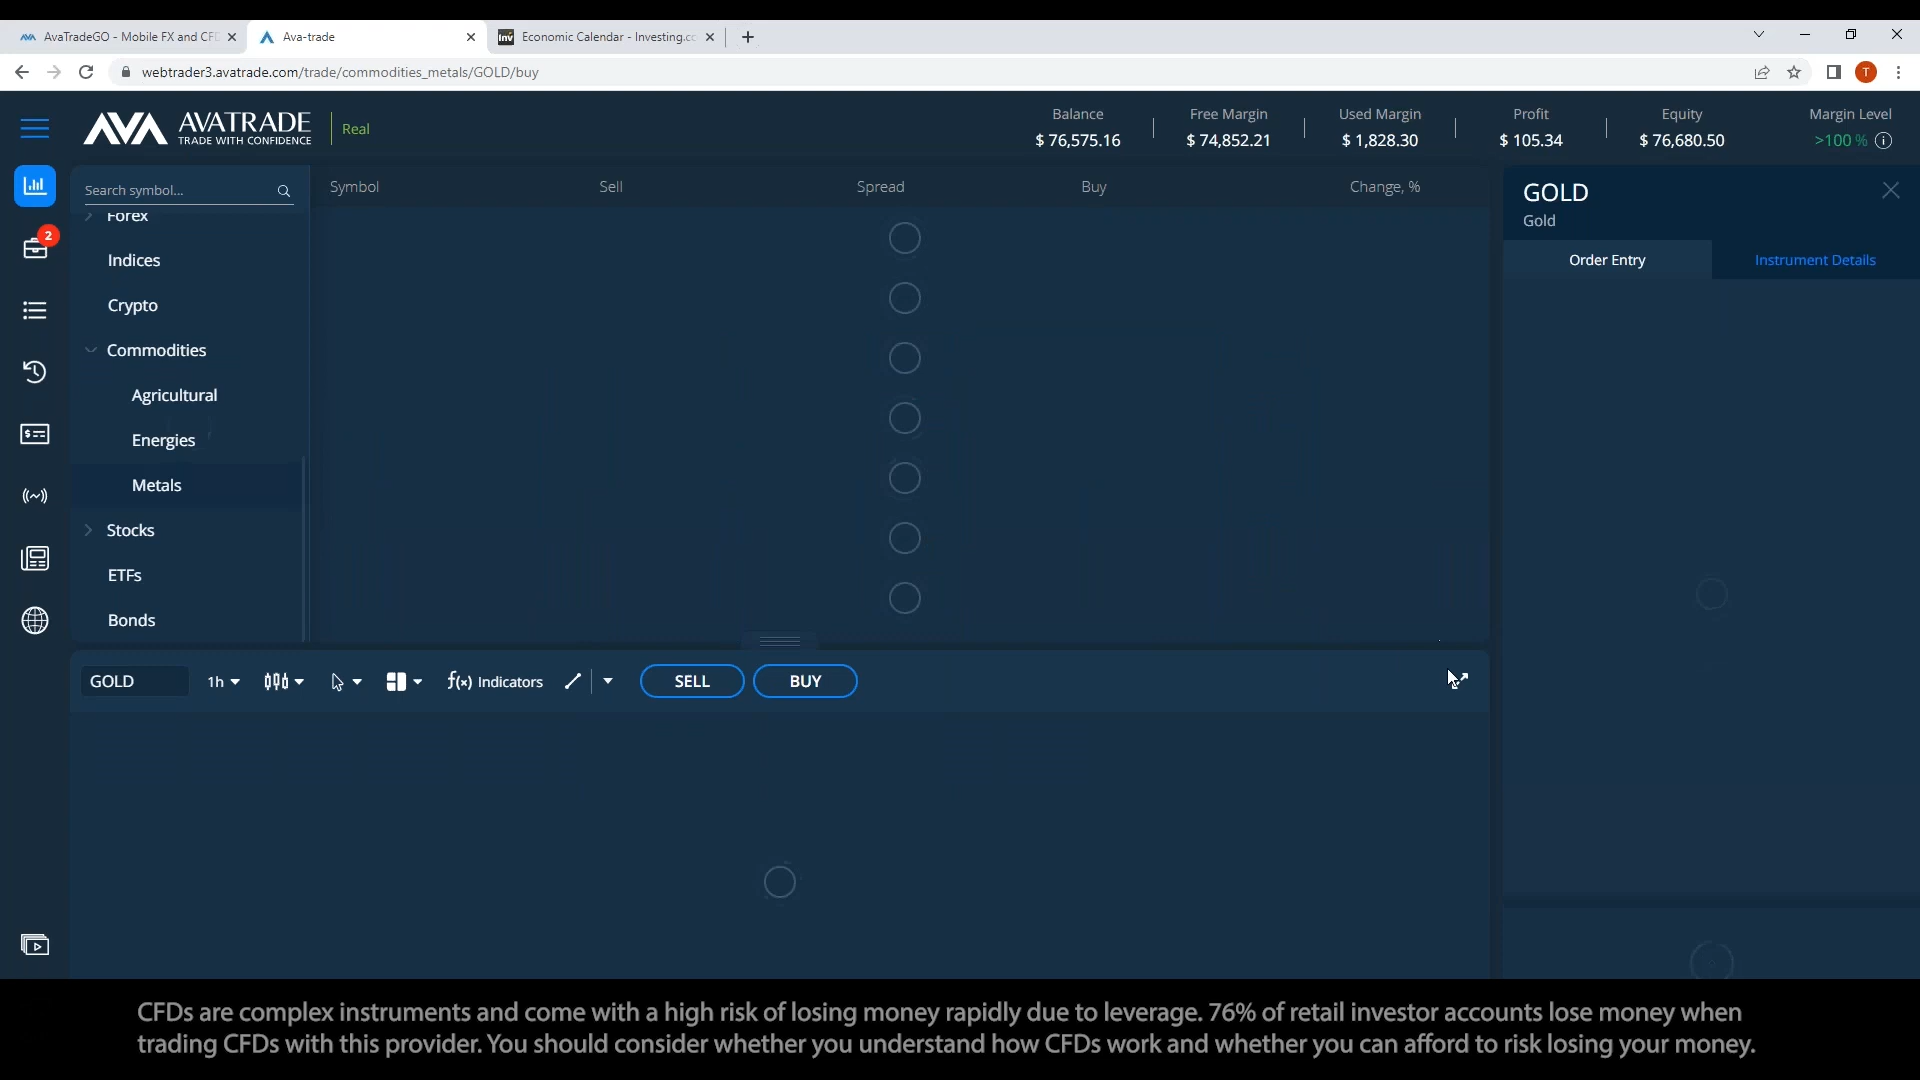 AvaTradeGO - Mobile FX and CFD
Ava-trade
Economic Calendar - Investing.co
webtrader3.avatrade.com/trade/commodities_metals/GOLD/buy
T
AVA AVATRADE
TRADE WITH CONFIDENCE
Real
Balance
$ 76,575.16
Free Margin
$ 74,852.21
Used Margin
$ 1,828.30
Profit
$ 105.34
Equity
$ 76,680.50
Margin Level
>100 %
2
Search symbol...
Forex
Indices
Crypto
Commodities
Agricultural
Energies
Metals
Stocks
ETFs
Bonds
Symbol Sell Spread Buy Change, %
GOLD
Gold
Order Entry Instrument Details
GOLD 1h f(x) Indicators SELL BUY
CFDs are complex instruments and come with a high risk of losing money rapidly due to leverage. 76% of retail investor accounts lose money when
trading CFDs with this provider. You should consider whether you understand how CFDs work and whether you can afford to risk losing your money.